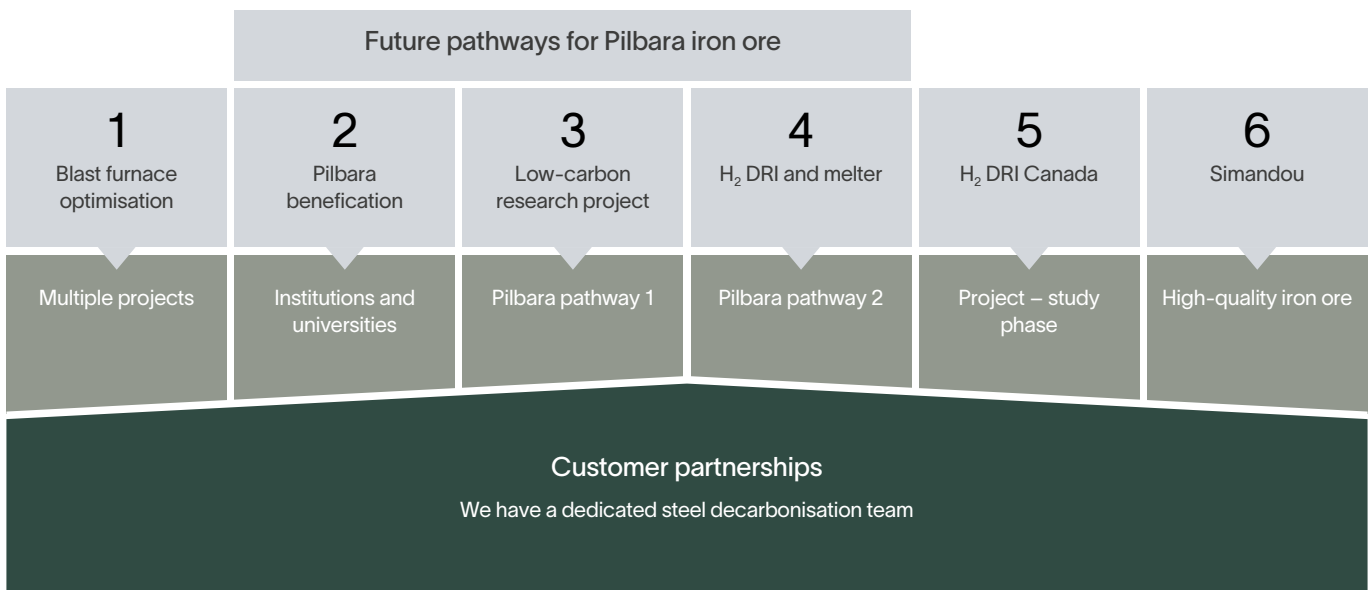 Future pathways for Pilbara iron ore
1
Blast furnace
optimisation
2
Pilbara
benefication
3
Low-carbon
research project
4
H₂ DRI and melter
5
H₂ DRI Canada
6
Simandou
Multiple projects
Institutions and
universities
Pilbara pathway 1
Pilbara pathway 2
Project – study
phase
High-quality iron ore
Customer partnerships
We have a dedicated steel decarbonisation team